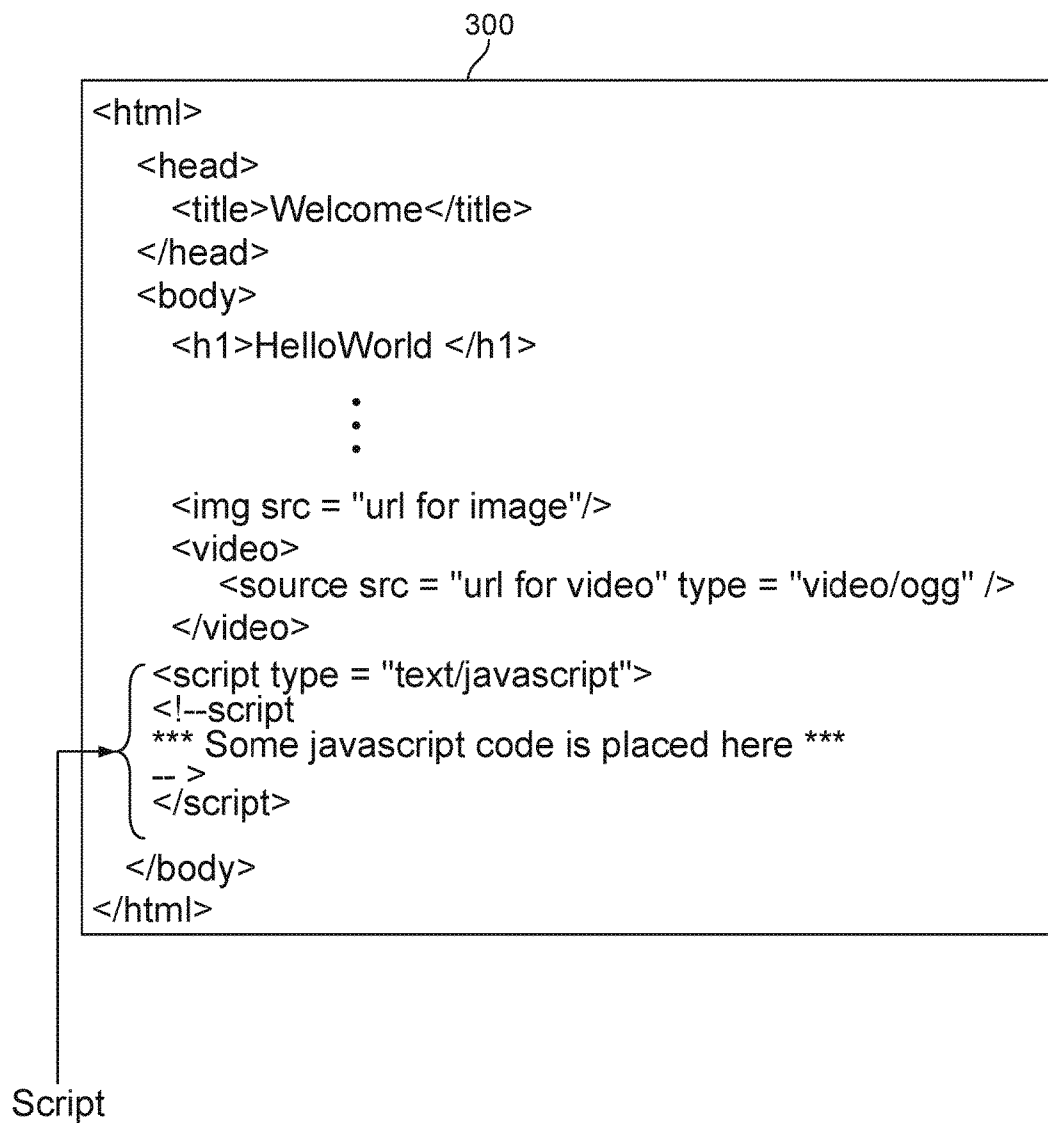 300
<html>
<head>
<title>Welcome</title>
</head>
<body>
<h1>HelloWorld </h1>
<img src = "url for image"/>
<video>
<source src = "url for video" type = "video/ogg" />
</video>
<script type = "text/javascript">
<!--script
*** Some javascript code is placed here ***
-- >
</script>
</body>
</html>
Script